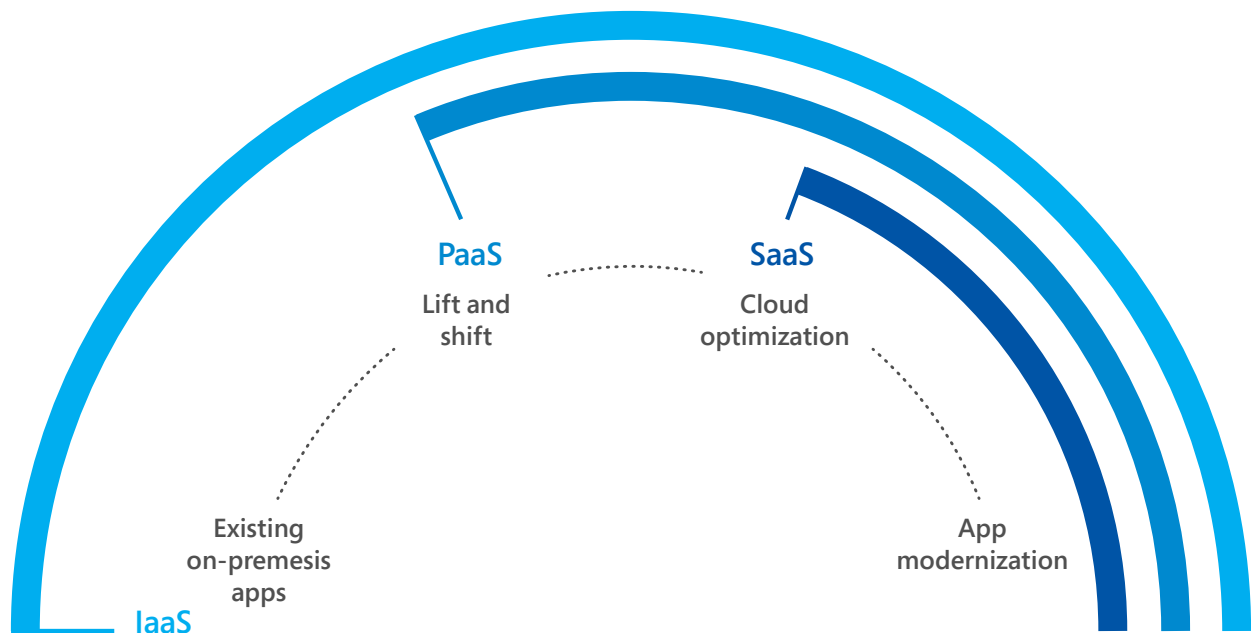 PaaS
Lift and
shift
SaaS
Cloud
optimization
Existing
on-premesis
apps
App
modernization
IaaS